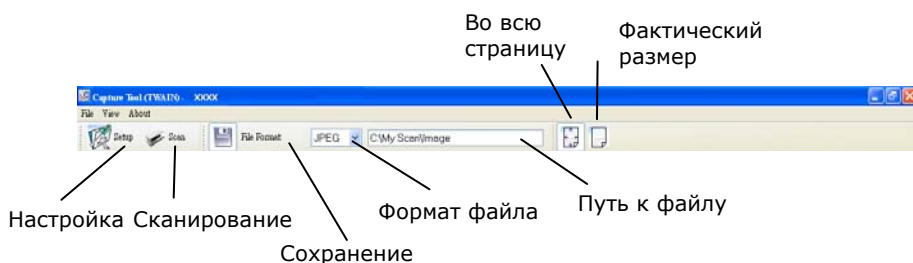 Во всю
страницу
Фактический
размер
Capture Tool (TWAIN) - XXXX
File View About
Setup Scan File Format: JPEG C:\My Scan\Image
Настройка Сканирование
Формат файла
Путь к файлу
Сохранение